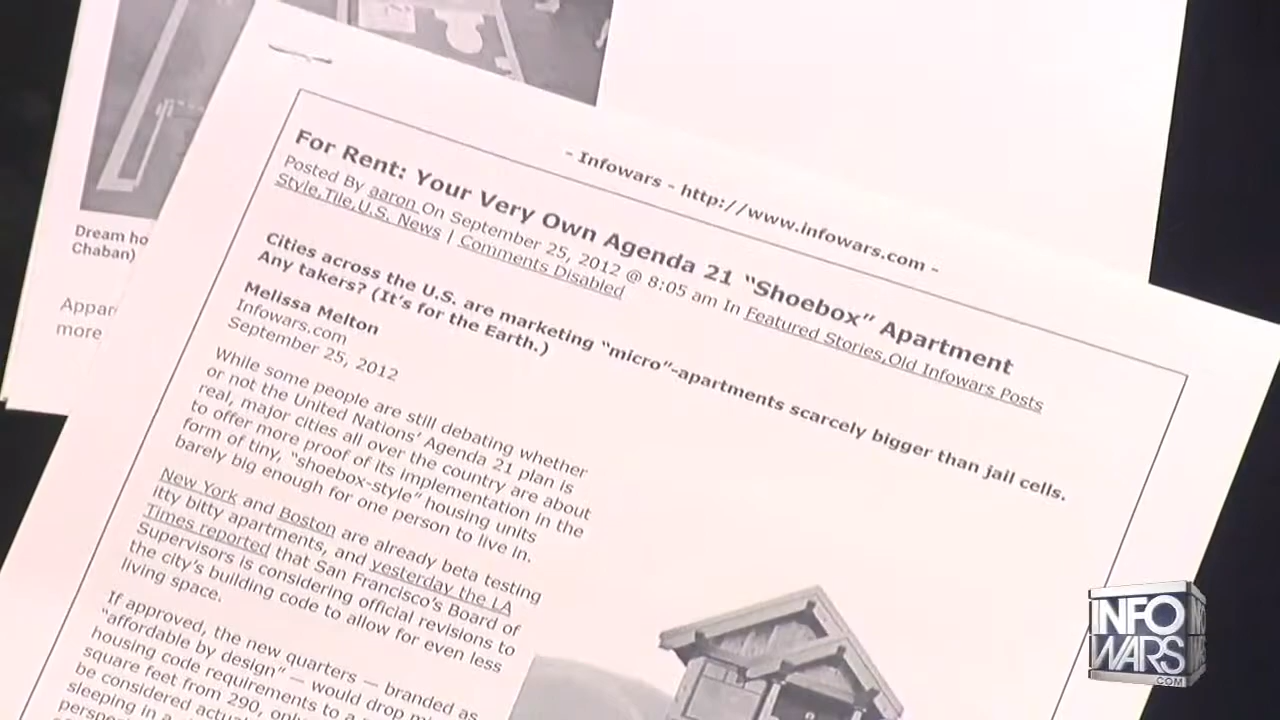 - Infowars - http://www.infowars.com -
For Rent: Your Very Own Agenda 21 “Shoebox” Apartment
Posted By aaron On September 25, 2012 @ 8:05 am In Featured Stories,Old Infowars Posts
Style,Tile,U.S. News | Comments Disabled
Cities across the U.S. are marketing “micro”-apartments scarcely bigger than jail cells.
Any takers? (It’s for the Earth.)
Melissa Melton
Infowars.com
September 25, 2012
While some people are still debating whether
or not the United Nations’ Agenda 21 plan is
real, major cities all over the country are about
to offer more proof of its implementation in the
form of tiny, “shoebox-style” housing units
barely big enough for one person to live in.
New York and Boston are already beta testing
itty bitty apartments, and yesterday the LA
Times reported that San Francisco’s Board of
Supervisors is considering official revisions to
the city’s building code to allow for even less
living space.
If approved, the new quarters — branded as
“affordable by design” — would drop
housing code requirements to a
square feet from 290,
be considered
sleeping in a
Dream ho
Chaban)
Appar
more
INFO
WARS
.COM